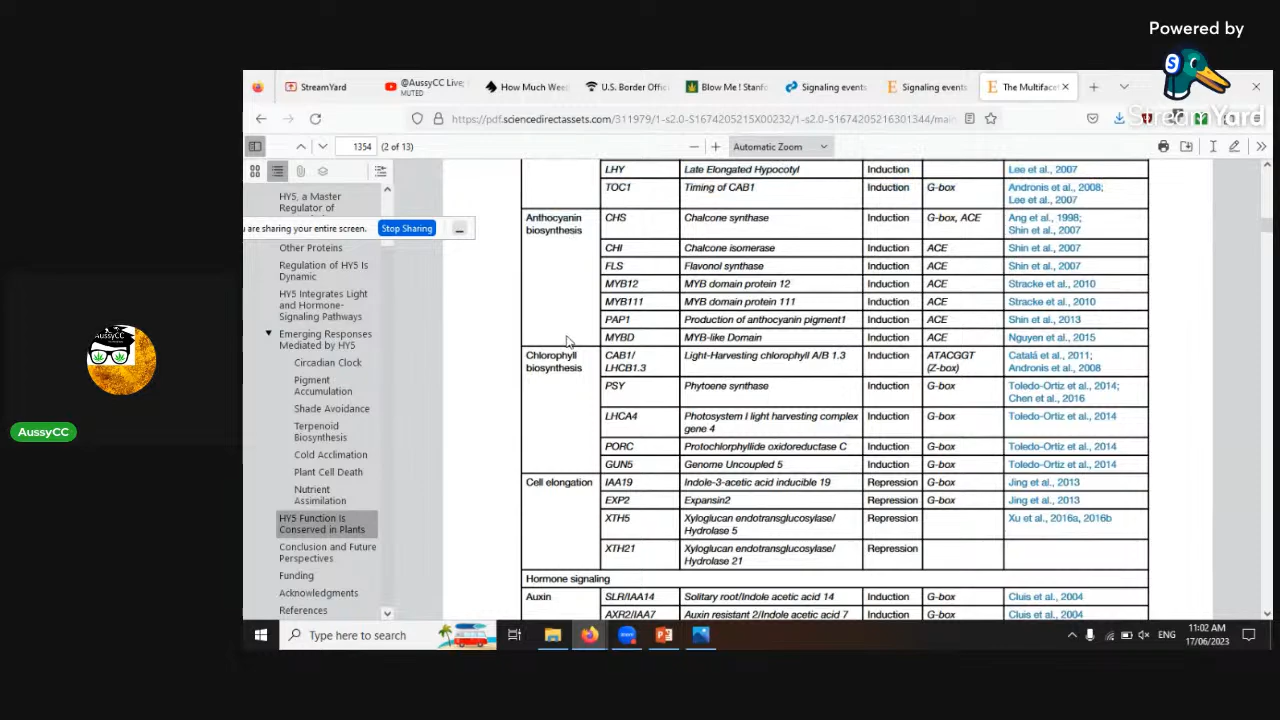 Powered by
StreamYard
StreamYard
@AussyCC Live;
MUTED
How Much Wee
U.S. Border Offi
Blow Me ! Stanf
Signaling events
Signaling events
The Multiface
https://pdf.sciencedirectassets.com/311979/1-s2.0-S1674205215X00232/1-s2.0-S1674205216301344/main
1354 (2 of 13)
Automatic Zoom
HY5, a Master
Regulator of
u are sharing your entire screen. Stop Sharing
Other Proteins
Regulation of HY5 Is
Dynamic
HY5 Integrates Light
and Hormone-
Signaling Pathways
Emerging Responses
Mediated by HY5
Circadian Clock
Pigment
Accumulation
Shade Avoidance
Terpenoid
Biosynthesis
Cold Acclimation
Plant Cell Death
Nutrient
Assimilation
HY5 Function Is
Conserved in Plants
Conclusion and Future
Perspectives
Funding
Acknowledgments
References
LHY Late Elongated Hypocotyl Induction Lee et al., 2007
TOC1 Timing of CAB1 Induction G-box Andronis et al., 2008;
Lee et al., 2007
Anthocyanin CHS Chalcone synthase Induction G-box, ACE Ang et al., 1998;
biosynthesis Shin et al., 2007
CHI Chalcone isomerase Induction ACE Shin et al., 2007
FLS Flavonol synthase Induction ACE Shin et al., 2007
MYB12 MYB domain protein 12 Induction ACE Stracke et al., 2010
MYB111 MYB domain protein 111 Induction ACE Stracke et al., 2010
PAP1 Production of anthocyanin pigment1 Induction ACE Shin et al., 2013
MYBD MYB-like Domain Induction ACE Nguyen et al., 2015
Chlorophyll CAB1/ Light-Harvesting chlorophyll A/B 1.3 Induction ATACGGT Catalá et al., 2011;
biosynthesis LHCB1.3 (Z-box) Andronis et al., 2008
PSY Phytoene synthase Induction G-box Toledo-Ortiz et al., 2014;
Chen et al., 2016
LHCA4 Photosystem I light harvesting complex Induction G-box Toledo-Ortiz et al., 2014
gene 4
PORC Protochlorophyllide oxidoreductase C Induction G-box Toledo-Ortiz et al., 2014
GUN5 Genome Uncoupled 5 Induction G-box Toledo-Ortiz et al., 2014
Cell elongation IAA19 Indole-3-acetic acid inducible 19 Repression G-box Jing et al., 2013
EXP2 Expansin2 Repression G-box Jing et al., 2013
XTH5 Xyloglucan endotransglucosylase/ Repression Xu et al., 2016a, 2016b
Hydrolase 5
XTH21 Xyloglucan endotransglucosylase/ Repression
Hydrolase 21
Hormone signaling
Auxin SLR/IAA14 Solitary root/Indole acetic acid 14 Induction G-box Cluis et al., 2004
AXR2/IAA7 Auxin resistant 2/Indole acetic acid 7 Induction G-box Cluis et al., 2004
AussyCC
AussyCC
Type here to search
ENG
11:02 AM
17/06/2023